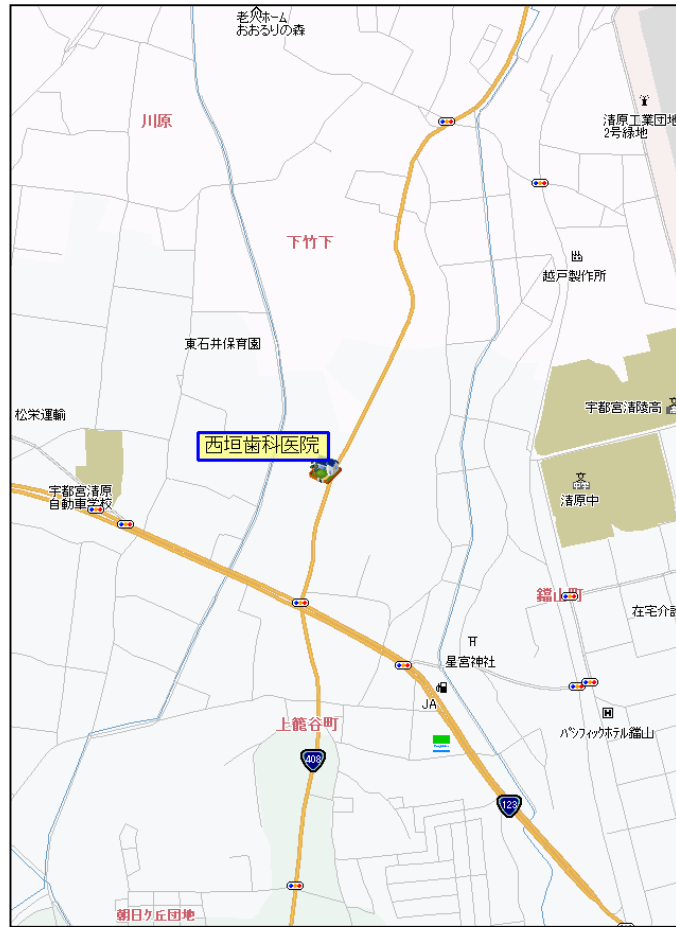 老人ホーム
おおるりの森
川原
清原工業団地
2号緑地
下竹下
越戸製作所
東石井保育園
松栄運輸
宇都宮清陵高
西垣歯科医院
宇都宮清原
自動車学校
清原中
鐺山町
在宅介護
星宮神社
JA
上籠谷町
パシフィックホテル鐺山
408
123
朝日ケ丘団地